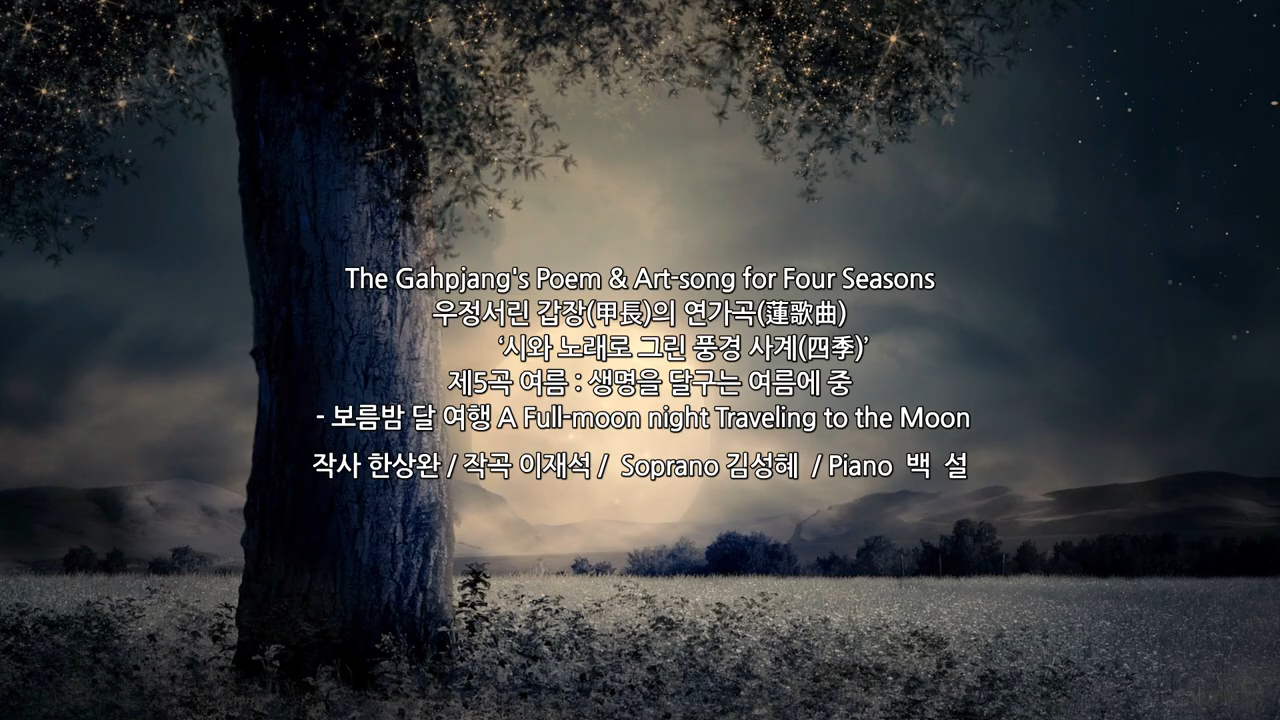 The Gahpjang's Poem & Art-song for Four Seasons
우정서린 갑장(甲長)의 연가곡(蓮歌曲)
‘시와 노래로 그린 풍경 사계(四季)’
제5곡 여름 : 생명을 달구는 여름에 중
- 보름밤 달 여행 A Full-moon night Traveling to the Moon
작사 한상완 / 작곡 이재석 / Soprano 김성혜 / Piano 백 설